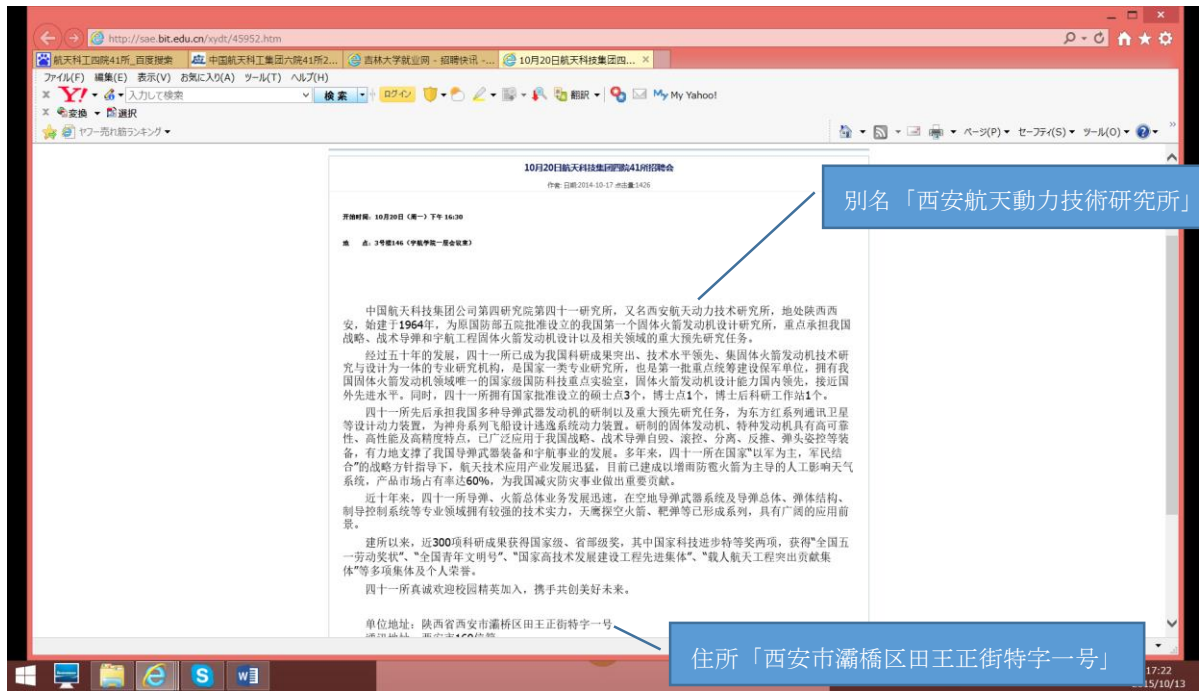 http://sae.bit.edu.cn/xydt/45952.htm
航天科工四院41所_百度搜索
中国航天科工集团六院41所2...
吉林大学就业网 - 招聘快讯 -...
10月20日航天科技集团四... ×
ファイル(F) 編集(E) 表示(V) お気に入り(A) ツール(T) ヘルプ(H)
× Y! 入力して検索 検索 ログイン 翻訳 My Yahoo!
× 変換 選択
ヤフー売れ筋ランキング ページ(P) セーフティ(S) ツール(O)
10月20日航天科技集团四院41所招聘会
作者: 日期:2014-10-17 点击量:1426
别名「西安航天動力技術研究所」
开始时间：10月20日（周一）下午 16:30
地 点：3号楼146（宇航学院一层会议室）
中国航天科技集团公司第四研究院第四十一研究所，又名西安航天动力技术研究所，地处陕西西
安，始建于1964年，为原国防部五院批准设立的我国第一个固体火箭发动机设计研究所，重点承担我国
战略、战术导弹和宇航工程固体火箭发动机设计以及相关领域的重大预先研究任务。
经过五十年的发展，四十一所已成为我国科研成果突出、技术水平领先、集固体火箭发动机技术研
究与设计为一体的专业研究机构，是国家一类专业研究所，也是第一批重点统筹建设保军单位，拥有我
国固体火箭发动机领域唯一的国家级国防科技重点实验室，固体火箭发动机设计能力国内领先，接近国
外先进水平。同时，四十一所拥有国家批准设立的硕士点3个，博士点1个，博士后科研工作站1个。
四十一所先后承担我国多种导弹武器发动机的研制以及重大预先研究任务，为东方红系列通讯卫星
等设计动力装置，为神舟系列飞船设计逃逸系统动力装置。研制的固体发动机、特种发动机具有高可靠
性、高性能及高精度特点，已广泛应用于我国战略、战术导弹自毁、滚控、分离、反推、弹头姿控等装
备，有力地支撑了我国导弹武器装备和宇航事业的发展。多年来，四十一所在国家“以军为主，军民结
合”的战略方针指导下，航天技术应用产业发展迅猛，目前已建成以增雨防雹火箭为主导的人工影响天气
系统，产品市场占有率达60%，为我国减灾防灾事业做出重要贡献。
近十年来，四十一所导弹、火箭总体业务发展迅速，在空地导弹武器系统及导弹总体、弹体结构、
制导控制系统等专业领域拥有较强的技术实力，天鹰探空火箭、靶弹等已形成系列，具有广阔的应用前
景。
建所以来，近300项科研成果获得国家级、省部级奖，其中国家科技进步特等奖两项，获得“全国五
一劳动奖状”、“全国青年文明号”、“国家高技术发展建设工程先进集体”、“载人航天工程突出贡献集
体”等多项集体及个人荣誉。
四十一所真诚欢迎校园精英加入，携手共创美好未来。
单位地址：陕西省西安市灞桥区田王正街特字一号
住所「西安市灞橋区田王正街特字一号」
17:22
2015/10/13